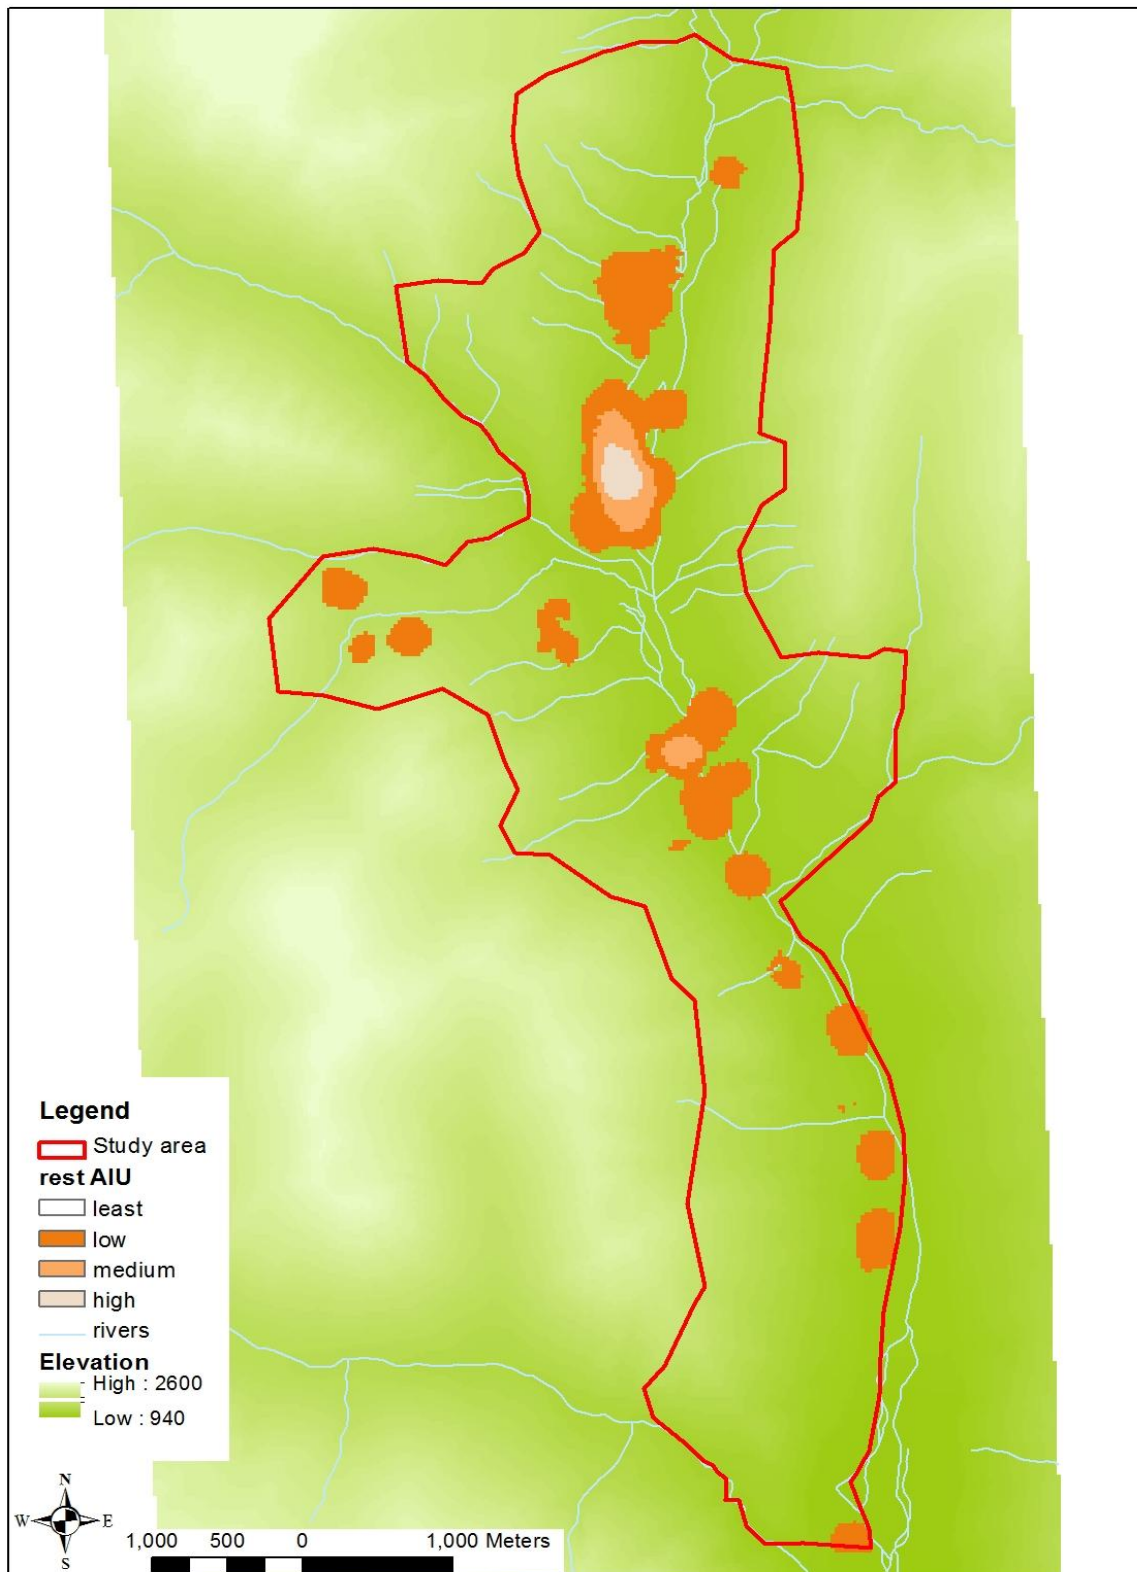 Legend
Study area
rest AIU
least
low
medium
high
rivers
Elevation
High : 2600
Low : 940
N
W E
S
1,000 500 0 1,000 Meters